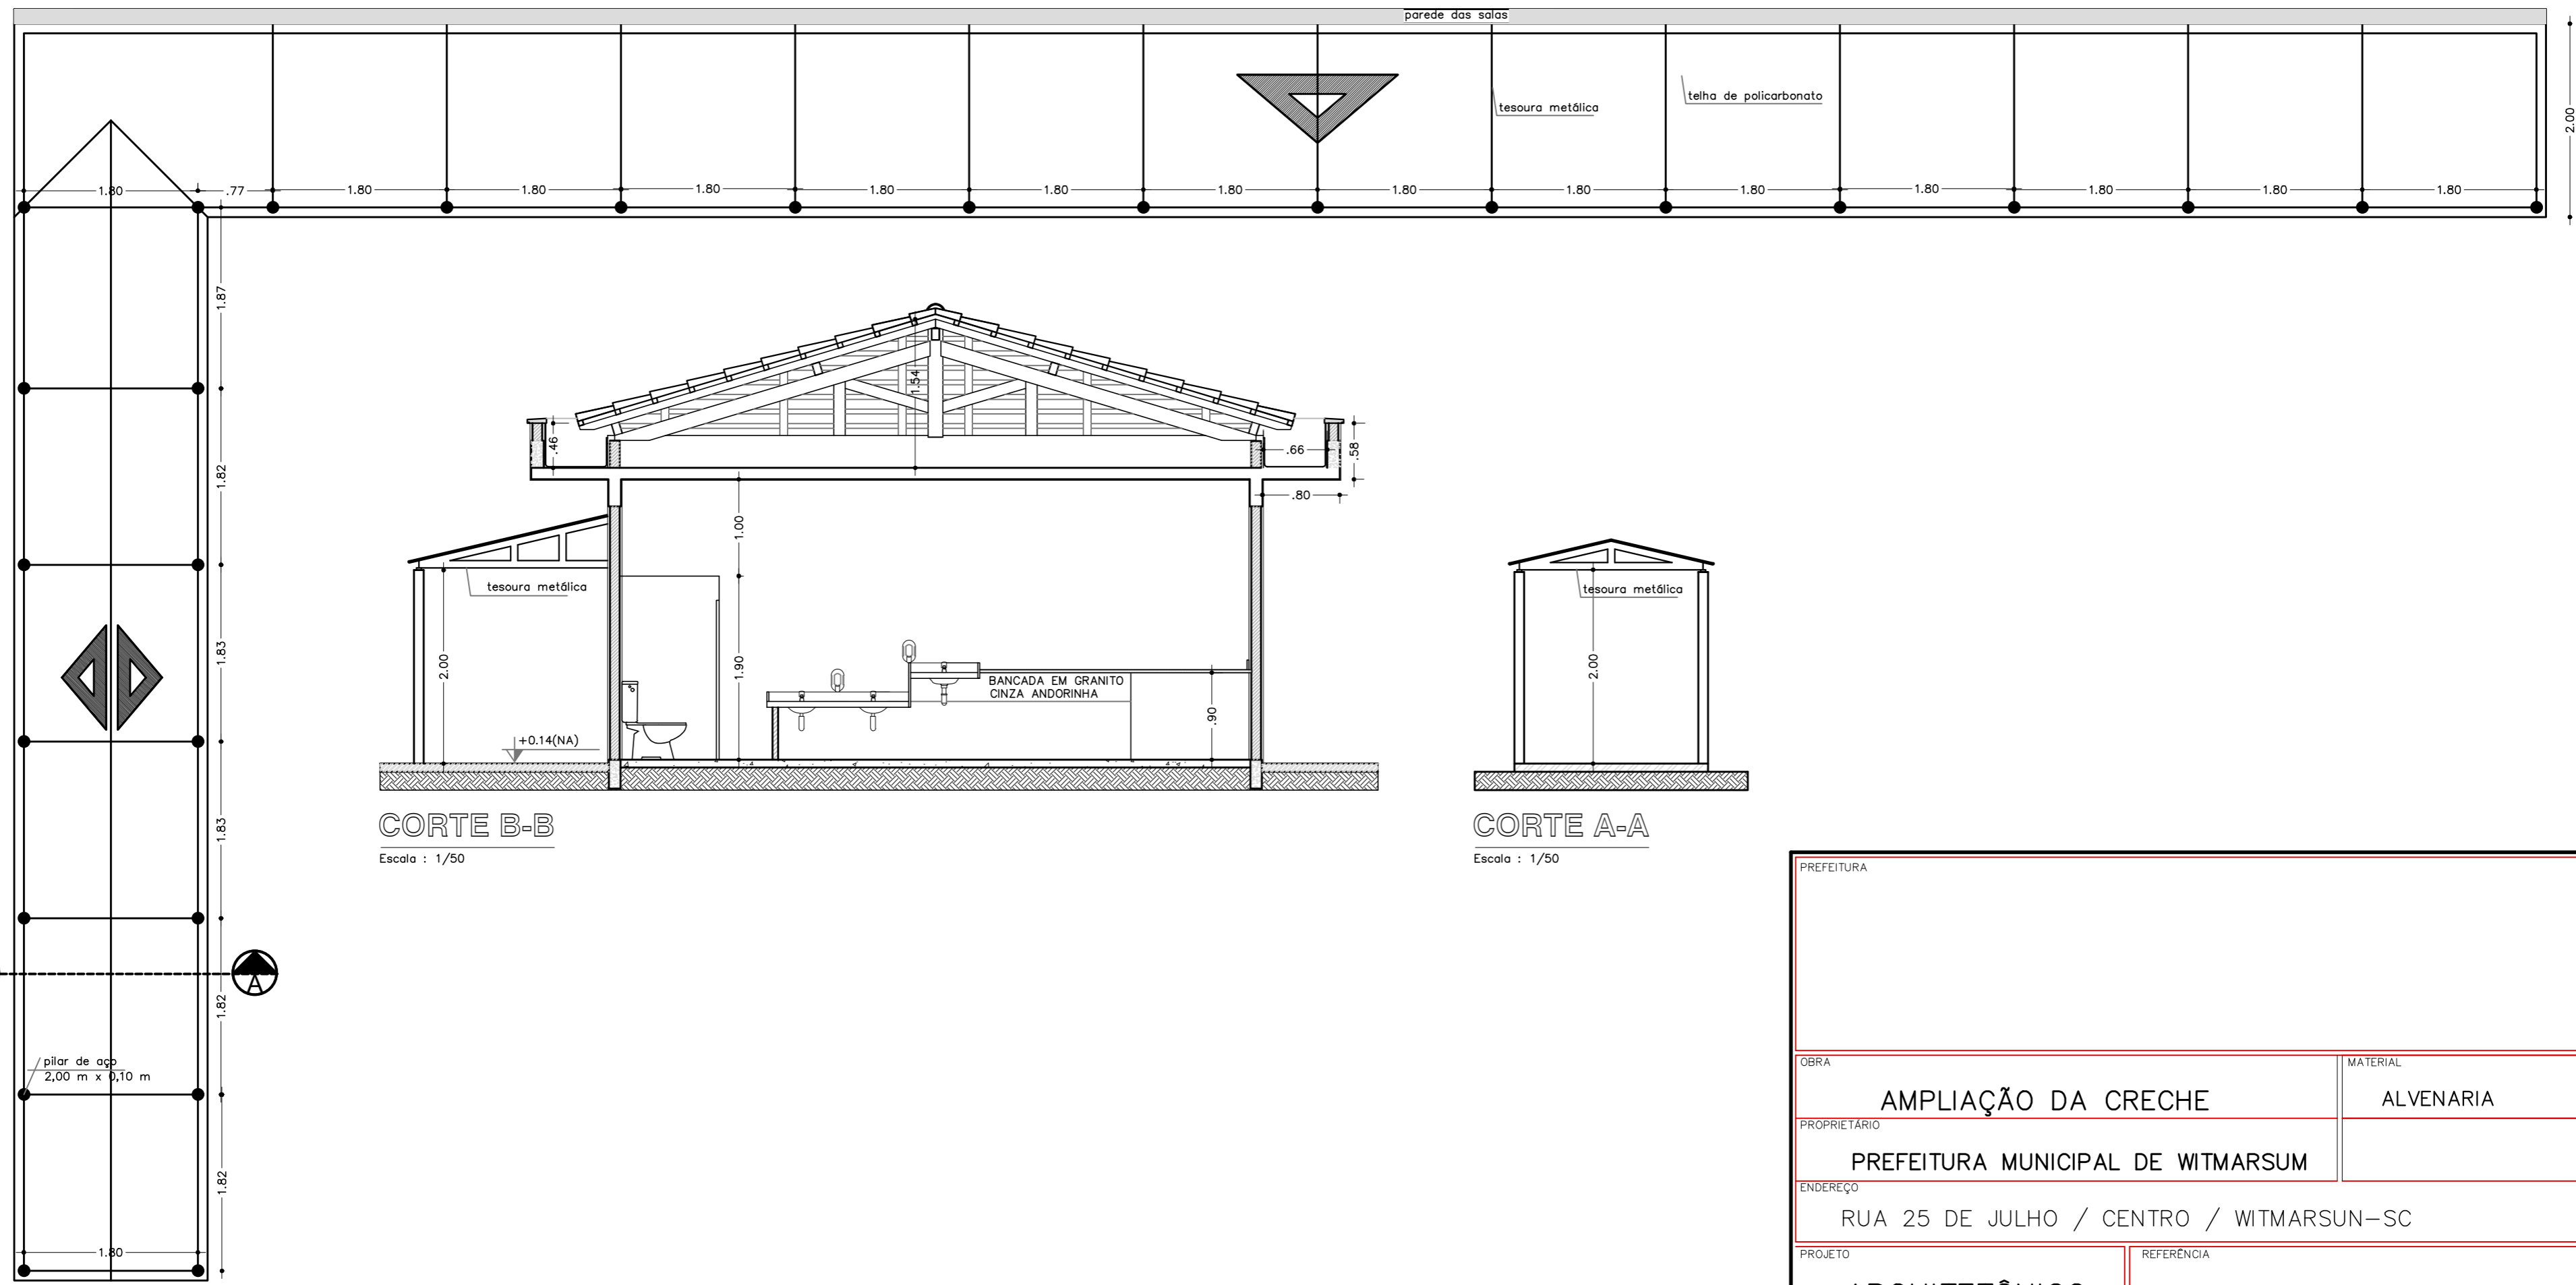 parede das salas
telha de policarbonato
tesoura metálica
2.00
1.80
.77
1.80
1.80
1.80
1.80
1.80
1.80
1.80
1.80
1.80
1.80
1.80
1.80
1.80
1.87
1.82
1.83
1.83
1.82
1.82
1.80
A
pilar de aço
2,00 m x 0,10 m
1.54
.46
.66
.58
.80
1.00
1.90
2.00
tesoura metálica
+0.14(NA)
BANCADA EM GRANITO
CINZA ANDORINHA
.90
CORTE B-B
Escala : 1/50
tesoura metálica
2.00
CORTE A-A
Escala : 1/50
PREFEITURA
OBRA
AMPLIAÇÃO DA CRECHE
MATERIAL
ALVENARIA
PROPRIETÁRIO
PREFEITURA MUNICIPAL DE WITMARSUM
ENDEREÇO
RUA 25 DE JULHO / CENTRO / WITMARSUN-SC
PROJETO
REFERÊNCIA